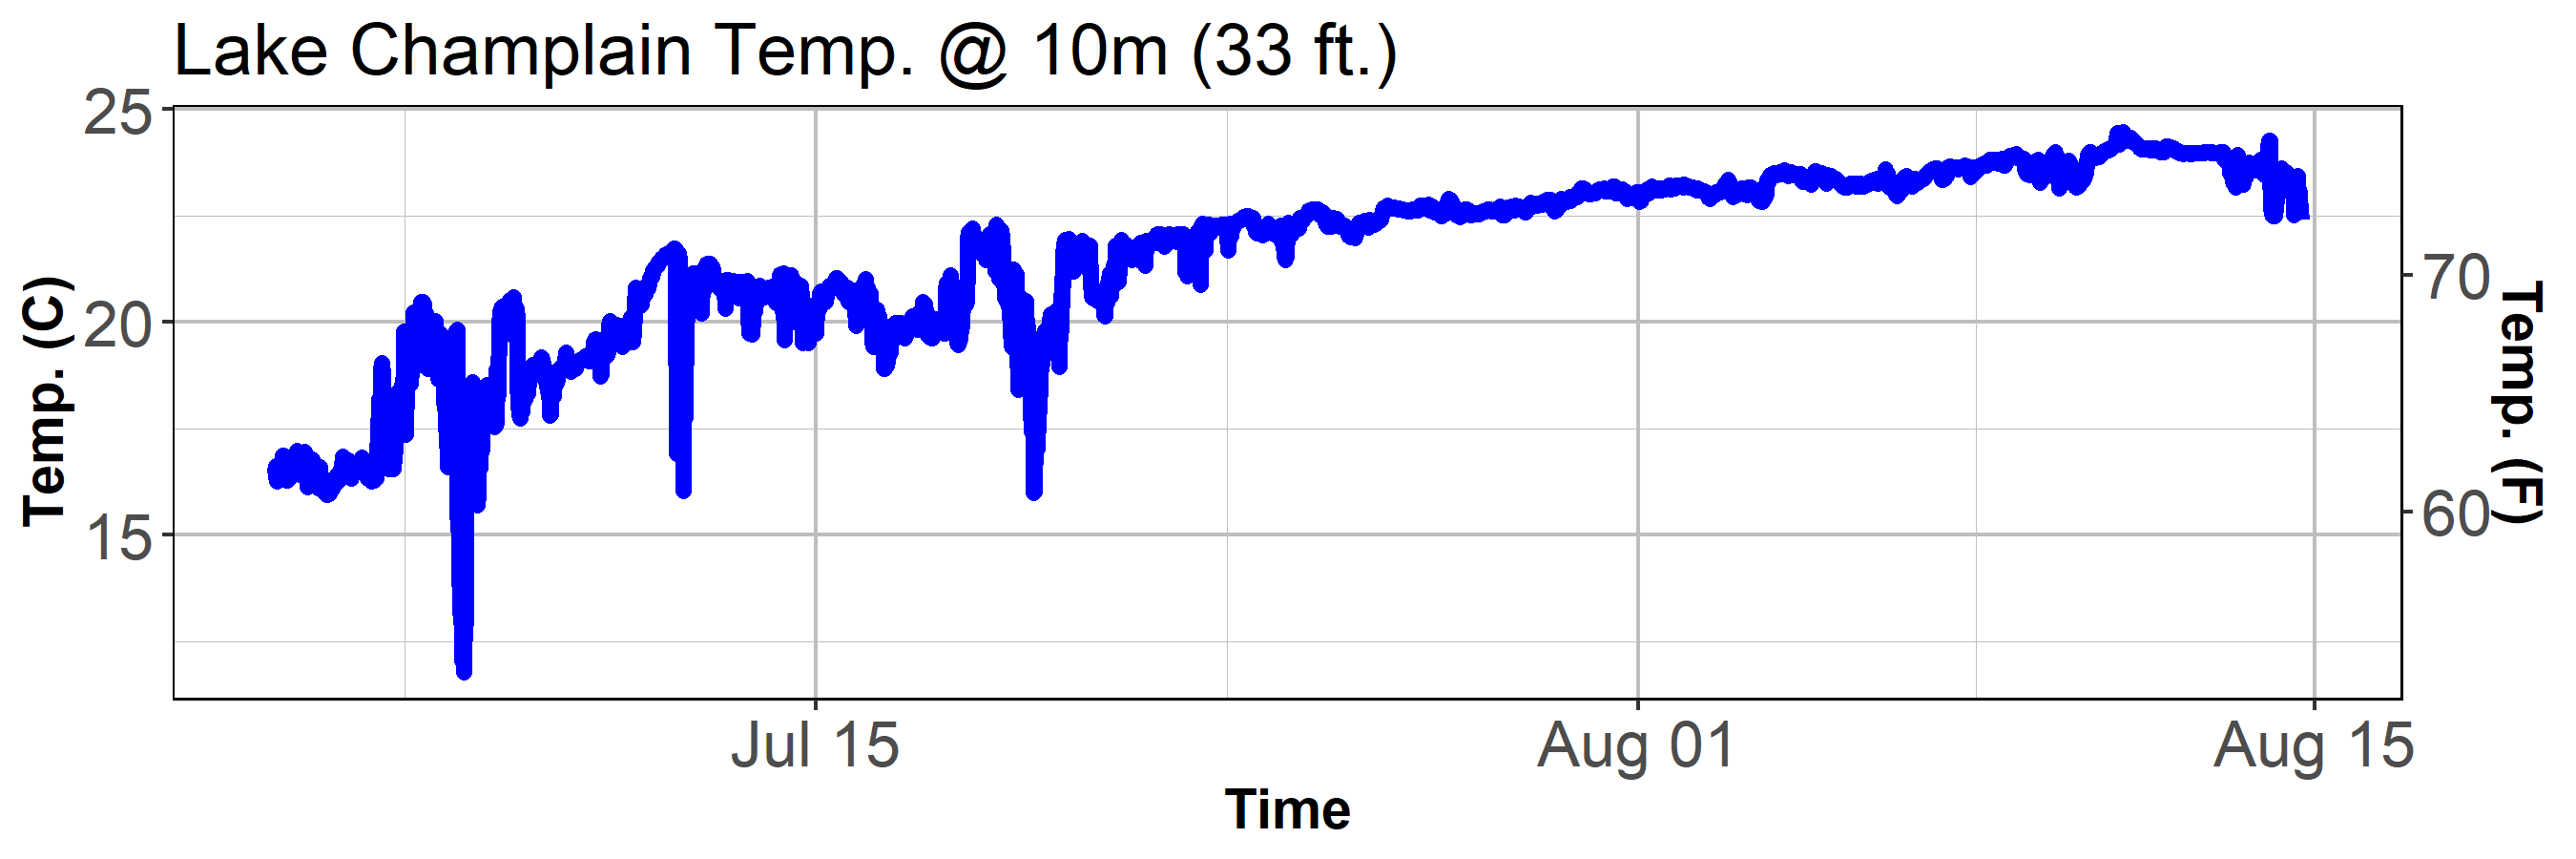 Lake Champlain Temp. @ 10m (33 ft.)
25
20
15
Temp. (C)
70
60
Temp. (F)
Jul 15
Aug 01
Aug 15
Time